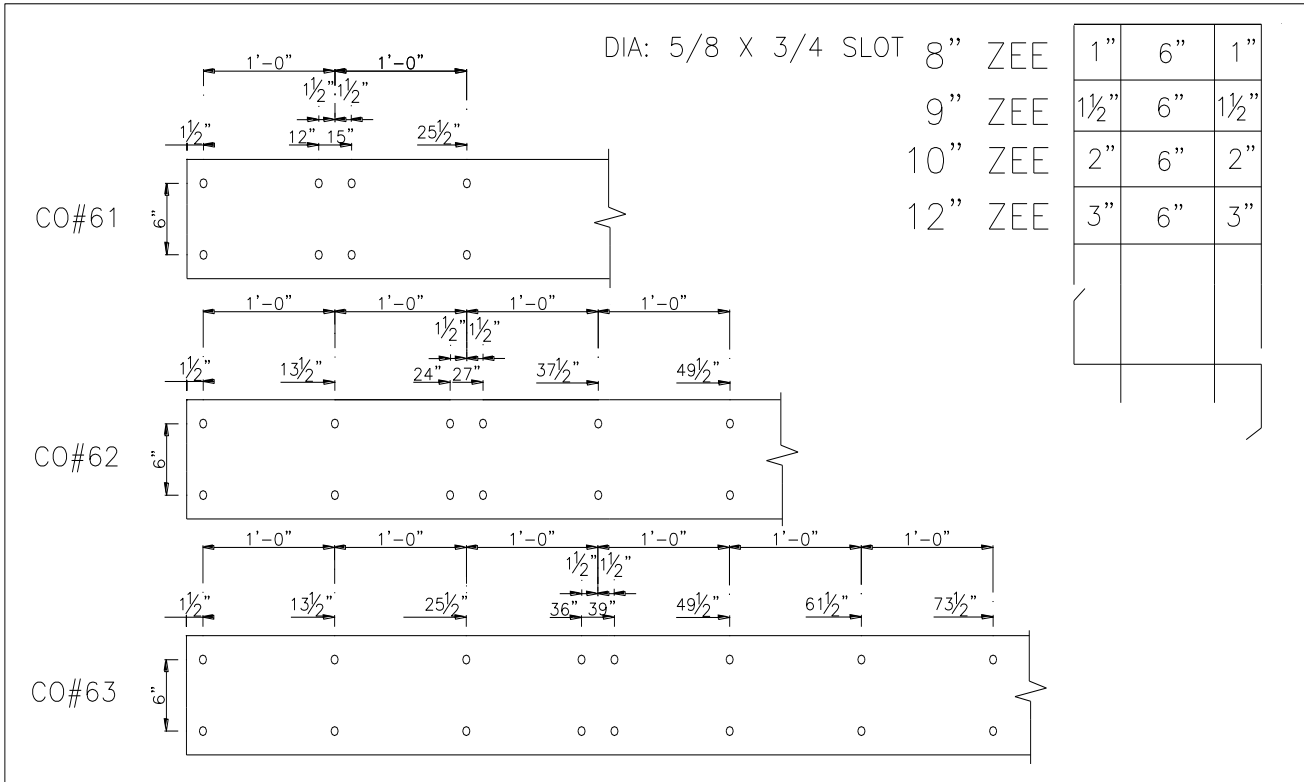 DIA: 5/8 X 3/4 SLOT
8” ZEE 1” 6” 1”
9” ZEE 1½” 6” 1½”
10” ZEE 2” 6” 2”
12” ZEE 3” 6” 3”
1’-0” 1’-0”
1½” 1½”
1½” 12” 15” 25½”
CO#61 6”
1’-0” 1’-0” 1’-0” 1’-0”
1½” 1½”
1½” 13½” 24” 27” 37½” 49½”
CO#62 6”
1’-0” 1’-0” 1’-0” 1’-0” 1’-0” 1’-0”
1½” 1½”
1½” 13½” 25½” 36” 39” 49½” 61½” 73½”
CO#63 6”